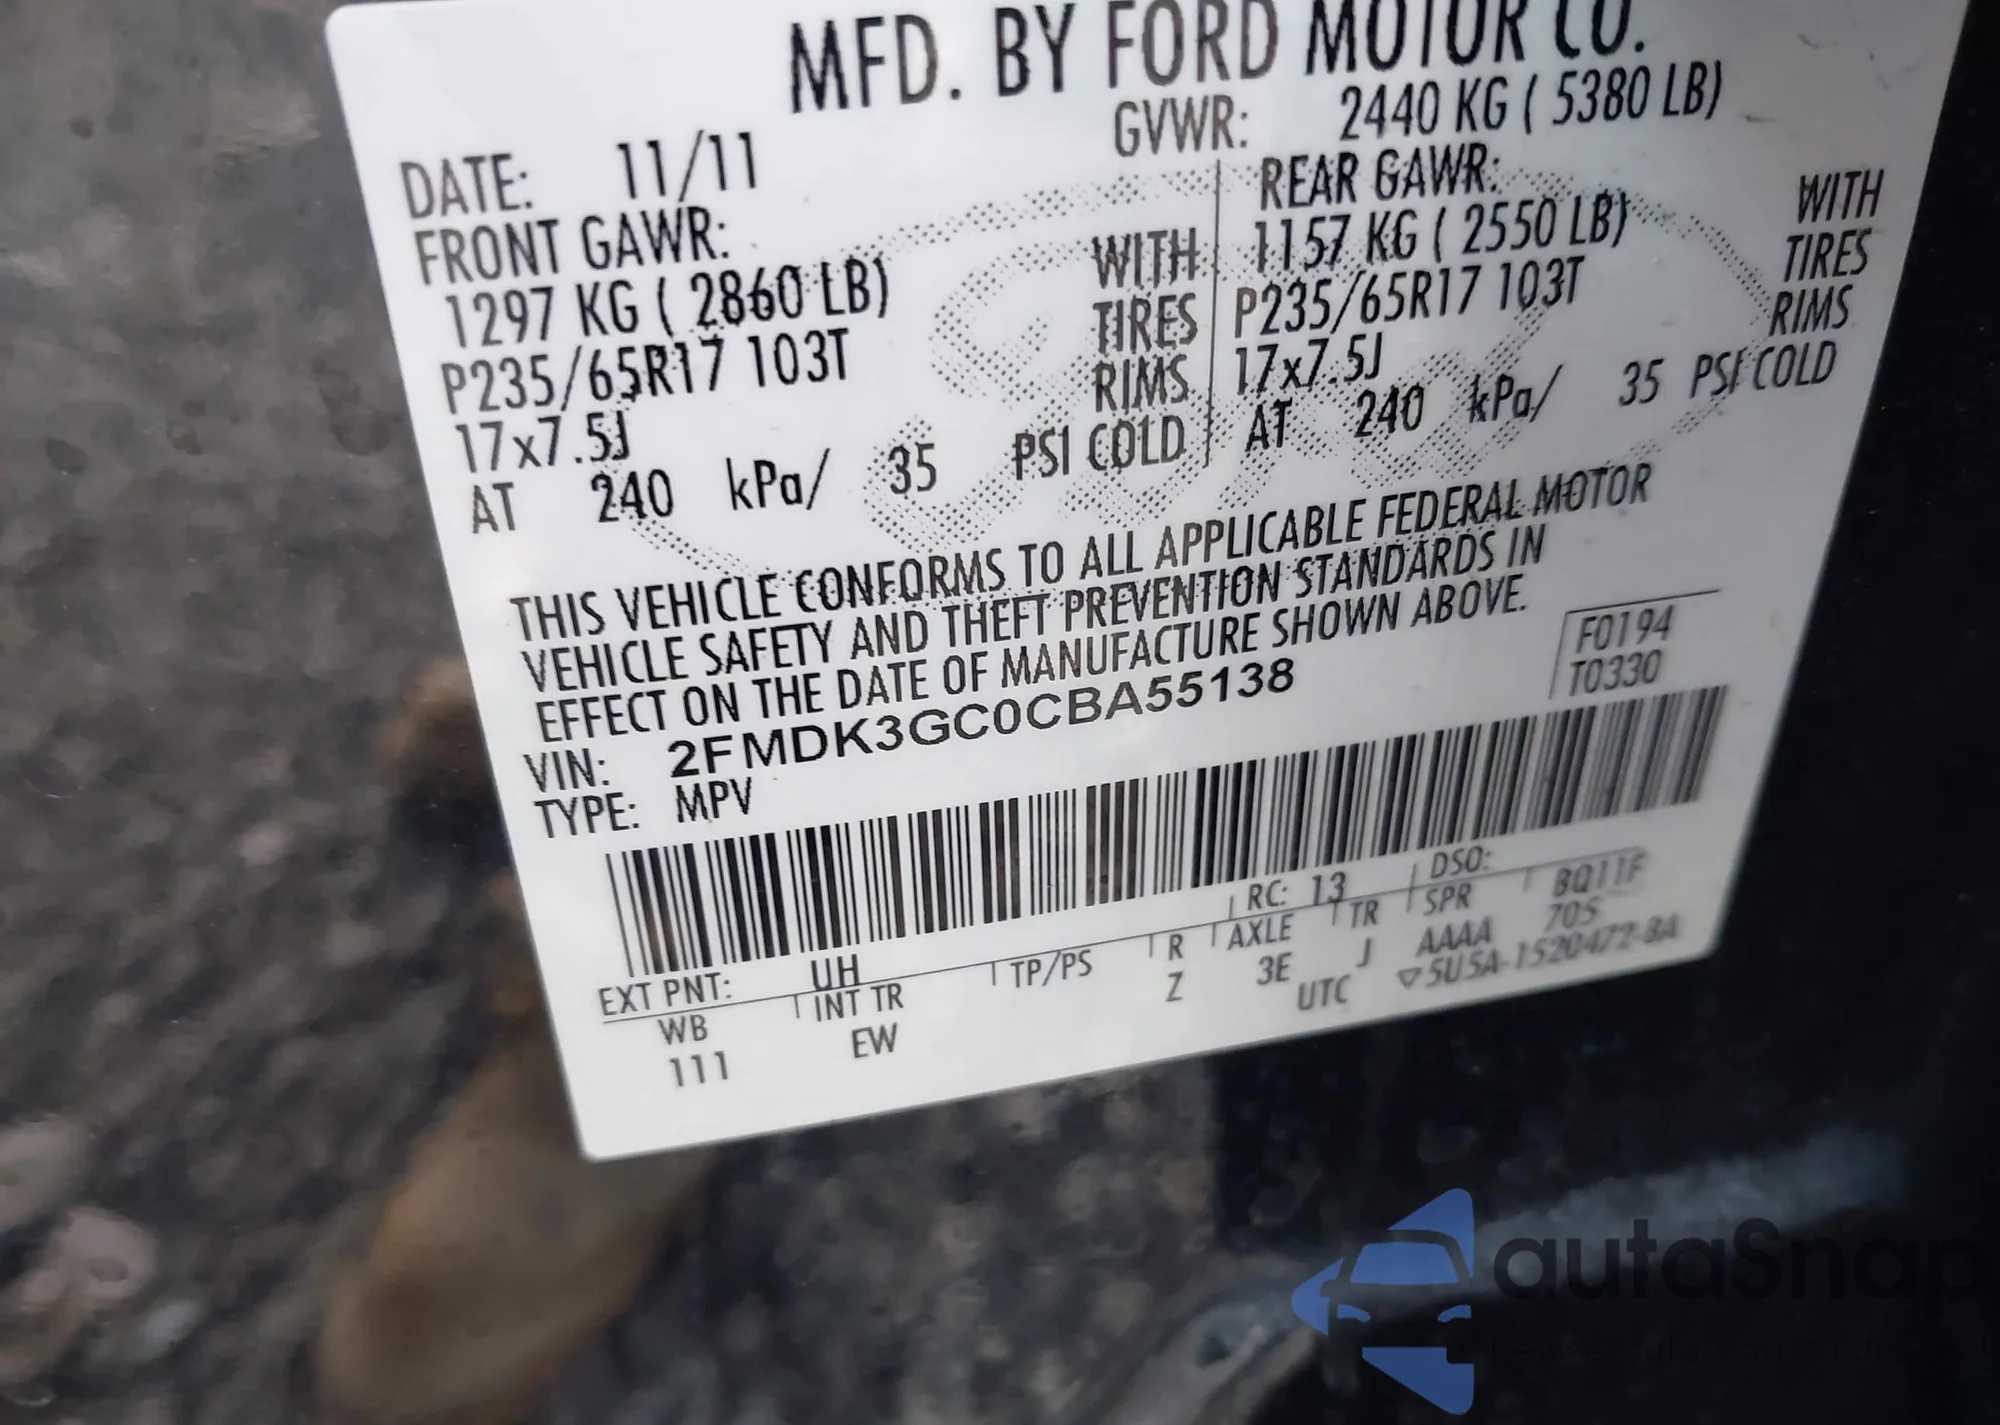 MFD. BY FORD MOTOR CO.
DATE: 11/11 GVWR: 2440 KG ( 5380 LB)
FRONT GAWR: REAR GAWR:
1297 KG ( 2860 LB) WITH 1157 KG ( 2550 LB) WITH
P235/65R17 103T TIRES P235/65R17 103T TIRES
17x7.5J RIMS 17x7.5J RIMS
AT 240 kPa/ 35 PSI COLD AT 240 kPa/ 35 PSI COLD
THIS VEHICLE CONFORMS TO ALL APPLICABLE FEDERAL MOTOR
VEHICLE SAFETY AND THEFT PREVENTION STANDARDS IN
EFFECT ON THE DATE OF MANUFACTURE SHOWN ABOVE.
VIN: 2FMDK3GC0CBA55138 F0194
TYPE: MPV T0330
EXT PNT: UH RC: 13 DSO: BQ11F
WB INT TR TP/PS R AXLE TR SPR 705
111 EW Z 3E J AAAA
UTC ▽5U5A-1520472-BA
autaSnap